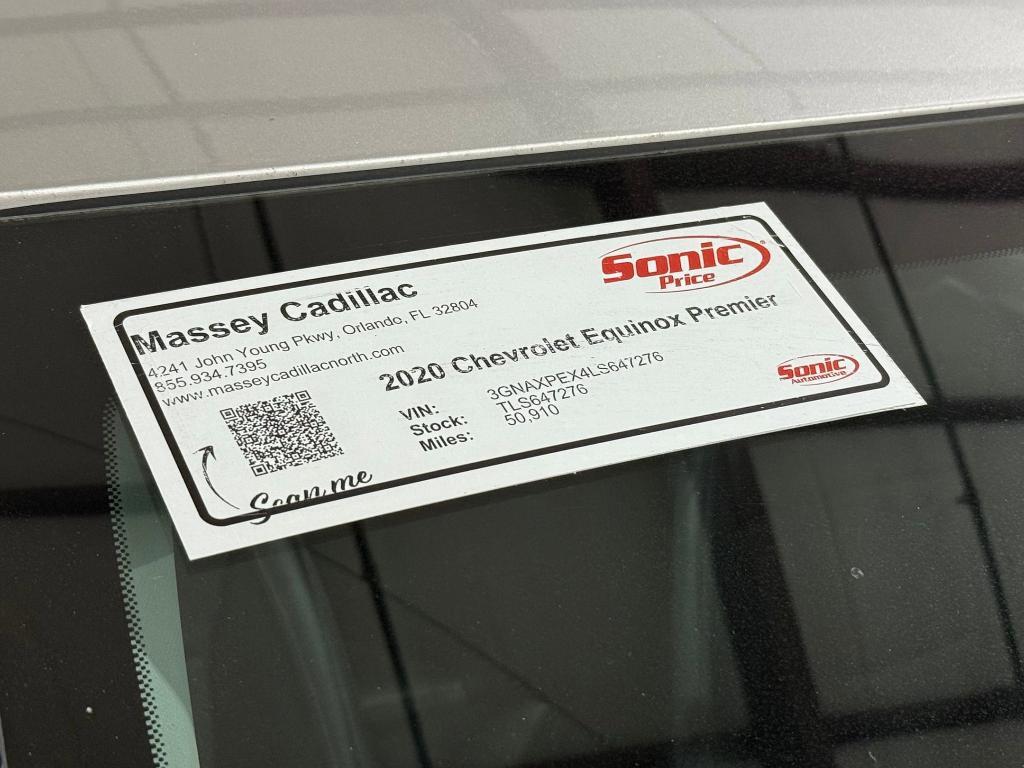 Massey Cadillac
4241 John Young Pkwy, Orlando, FL 32804
855.934.7395
www.masseycadillacnorth.com
Sonic®
Price
2020 Chevrolet Equinox Premier
VIN: 3GNAXPEX4LS647276
Stock: TLS647276
Miles: 50,910
Scan me
Sonic
Automotive